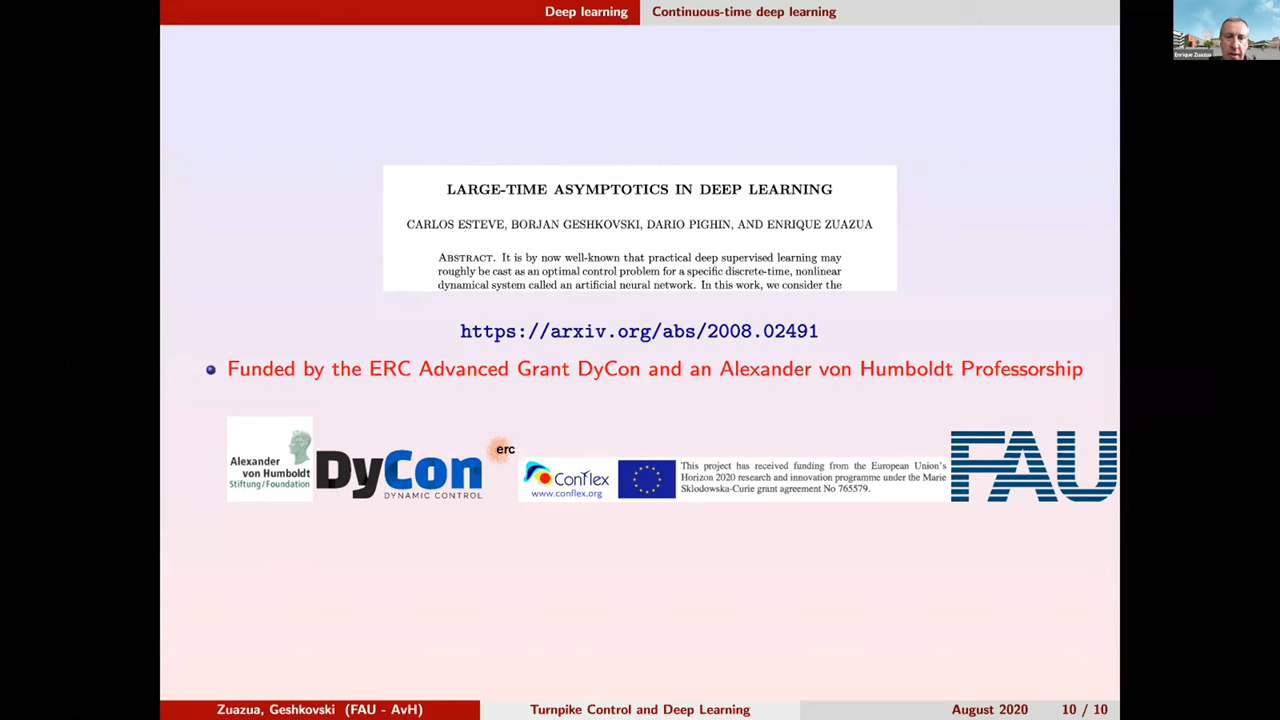 Deep learning
Continuous-time deep learning
Enrique Zuazua
LARGE-TIME ASYMPTOTICS IN DEEP LEARNING
CARLOS ESTEVE, BORJAN GESHKOVSKI, DARIO PIGHIN, AND ENRIQUE ZUAZUA
ABSTRACT. It is by now well-known that practical deep supervised learning may
roughly be cast as an optimal control problem for a specific discrete-time, nonlinear
dynamical system called an artificial neural network. In this work, we consider the
https://arxiv.org/abs/2008.02491
Funded by the ERC Advanced Grant DyCon and an Alexander von Humboldt Professorship
Alexander
von Humboldt
Stiftung/Foundation
DyCon
DYNAMIC CONTROL
erc
ConFlex
www.conflex.org
This project has received funding from the European Union's
Horizon 2020 research and innovation programme under the Marie
Sklodowska-Curie grant agreement No 765579.
FAU
Zuazua, Geshkovski (FAU - AvH)
Turnpike Control and Deep Learning
August 2020
10 / 10